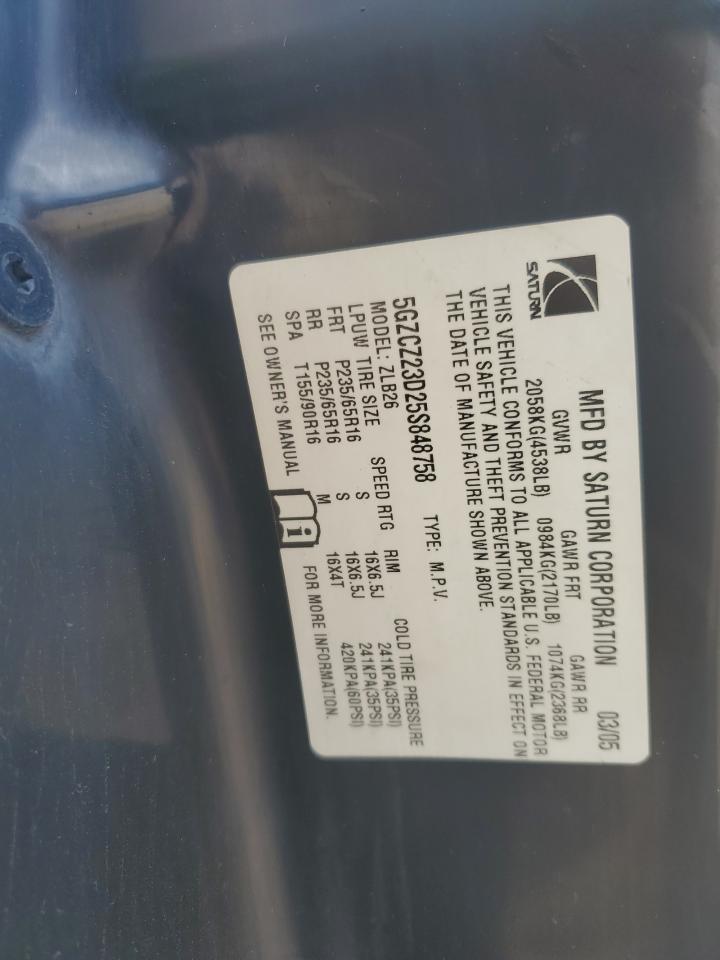 SATURN
MFD BY SATURN CORPORATION 03/05
GVWR GAWR FRT GAWR RR
2058KG(4538LB) 0984KG(2170LB) 1074KG(2368LB)
THIS VEHICLE CONFORMS TO ALL APPLICABLE U.S. FEDERAL MOTOR
VEHICLE SAFETY AND THEFT PREVENTION STANDARDS IN EFFECT ON
THE DATE OF MANUFACTURE SHOWN ABOVE.
5GZCZ23D25S848758 TYPE: M.P.V.
MODEL: ZLB26
LPUW TIRE SIZE SPEED RTG RIM COLD TIRE PRESSURE
FRT P235/65R16 S 16X6.5J 241KPA(35PSI)
RR P235/65R16 S 16X6.5J 241KPA(35PSI)
SPA T155/90R16 M 16X4T 420KPA(60PSI)
SEE OWNER'S MANUAL i FOR MORE INFORMATION.